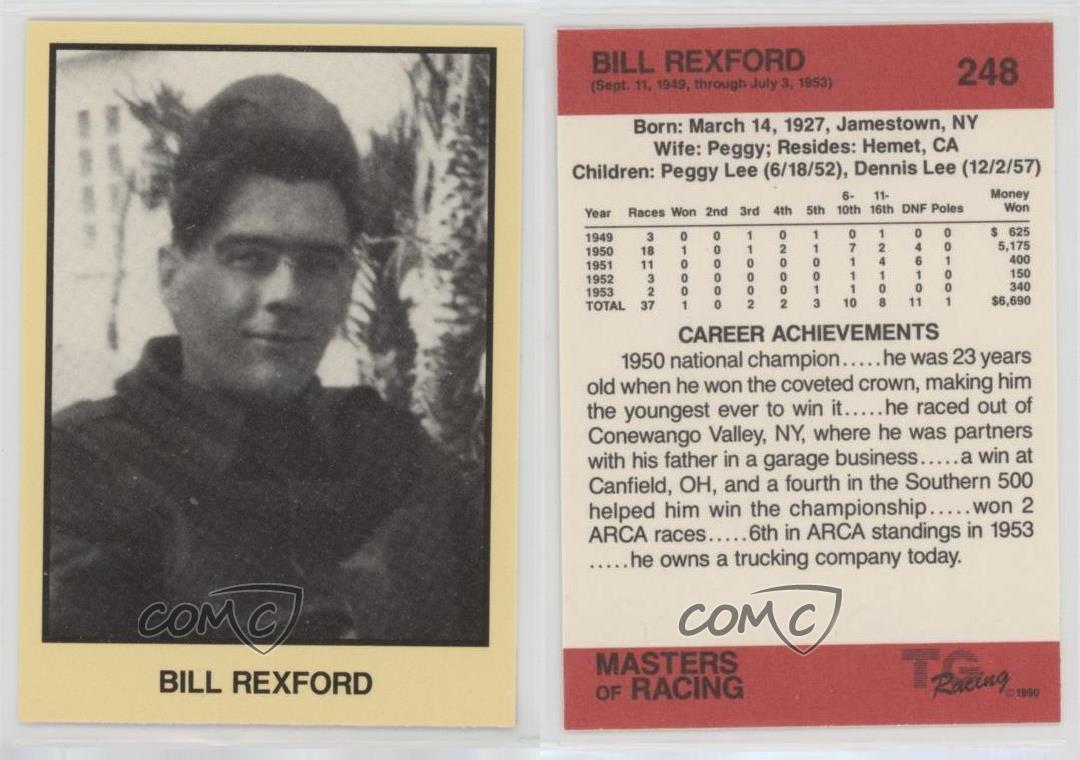 BILL REXFORD
COMC
BILL REXFORD
(Sept. 11, 1949, through July 3, 1953)
248
Born: March 14, 1927, Jamestown, NY
Wife: Peggy; Resides: Hemet, CA
Children: Peggy Lee (6/18/52), Dennis Lee (12/2/57)
6- 11- Money
Year Races Won 2nd 3rd 4th 5th 10th 16th DNF Poles Won
1949 3 0 0 1 0 1 0 1 0 0 $ 625
1950 18 1 0 1 2 1 7 2 4 0 5,175
1951 11 0 0 0 0 0 1 4 6 1 400
1952 3 0 0 0 0 0 1 1 1 0 150
1953 2 0 0 0 0 1 1 0 0 0 340
TOTAL 37 1 0 2 2 3 10 8 11 1 $6,690
CAREER ACHIEVEMENTS
1950 national champion.....he was 23 years
old when he won the coveted crown, making him
the youngest ever to win it.....he raced out of
Conewango Valley, NY, where he was partners
with his father in a garage business.....a win at
Canfield, OH, and a fourth in the Southern 500
helped him win the championship.....won 2
ARCA races.....6th in ARCA standings in 1953
.....he owns a trucking company today.
COMC
MASTERS
OF RACING
TG
Racing
©1990